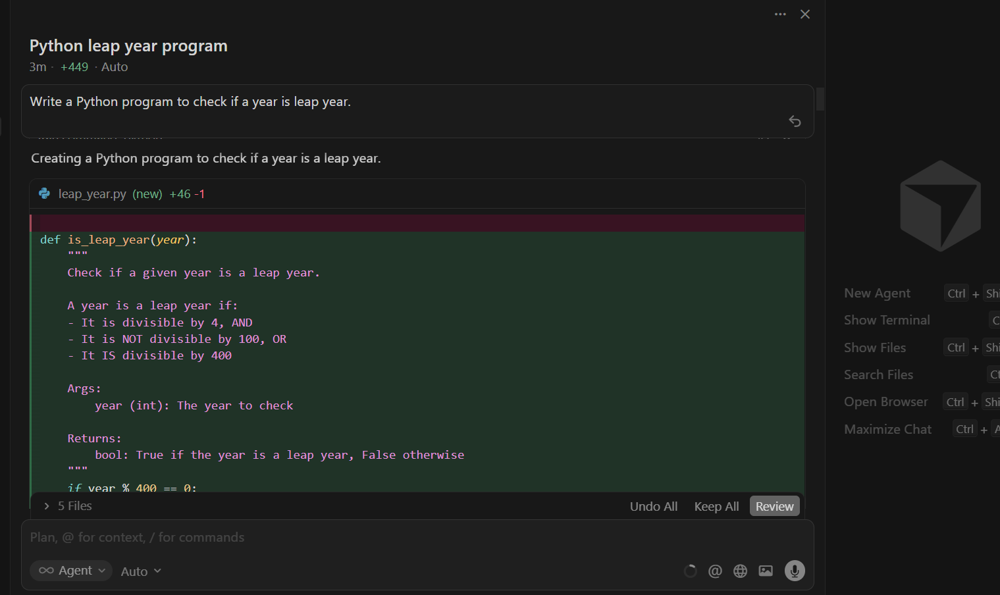 Python leap year program
3m · +449 · Auto
Write a Python program to check if a year is leap year.
Creating a Python program to check if a year is a leap year.
leap_year.py (new) +46 -1
def is_leap_year(year):
    """
    Check if a given year is a leap year.
    A year is a leap year if:
    - It is divisible by 4, AND
    - It is NOT divisible by 100, OR
    - It IS divisible by 400
    Args:
        year (int): The year to check
    Returns:
        bool: True if the year is a leap year, False otherwise
    """
    if year % 400 == 0:
5 Files Undo All Keep All Review
Plan, @ for context, / for commands
Agent Auto
New Agent Ctrl + Shi
Show Terminal C
Show Files Ctrl + Shi
Search Files Ct
Open Browser Ctrl + Shi
Maximize Chat Ctrl + A